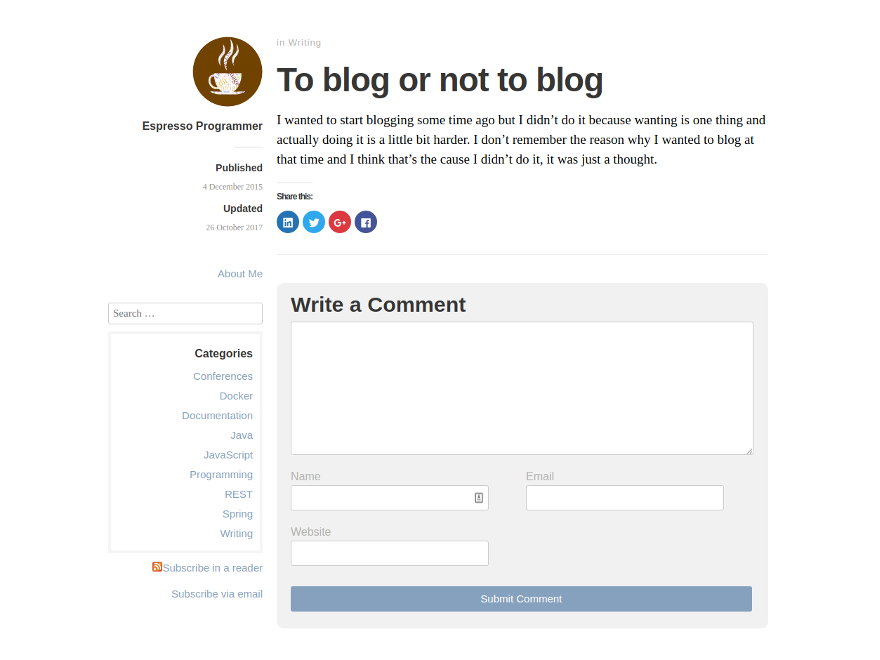 Espresso Programmer
Published
4 December 2015
Updated
26 October 2017
About Me
Search …
Categories
Conferences
Docker
Documentation
Java
JavaScript
Programming
REST
Spring
Writing
Subscribe in a reader
Subscribe via email
in Writing
To blog or not to blog
I wanted to start blogging some time ago but I didn’t do it because wanting is one thing and
actually doing it is a little bit harder. I don’t remember the reason why I wanted to blog at
that time and I think that’s the cause I didn’t do it, it was just a thought.
Share this:
Write a Comment
Name
Email
Website
Submit Comment